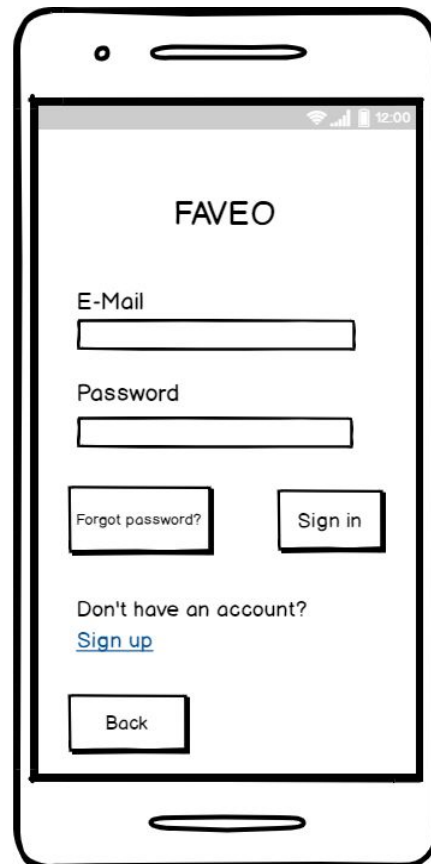 12:00
FAVEO
E-Mail
Password
Forgot password?
Sign in
Don't have an account?
Sign up
Back